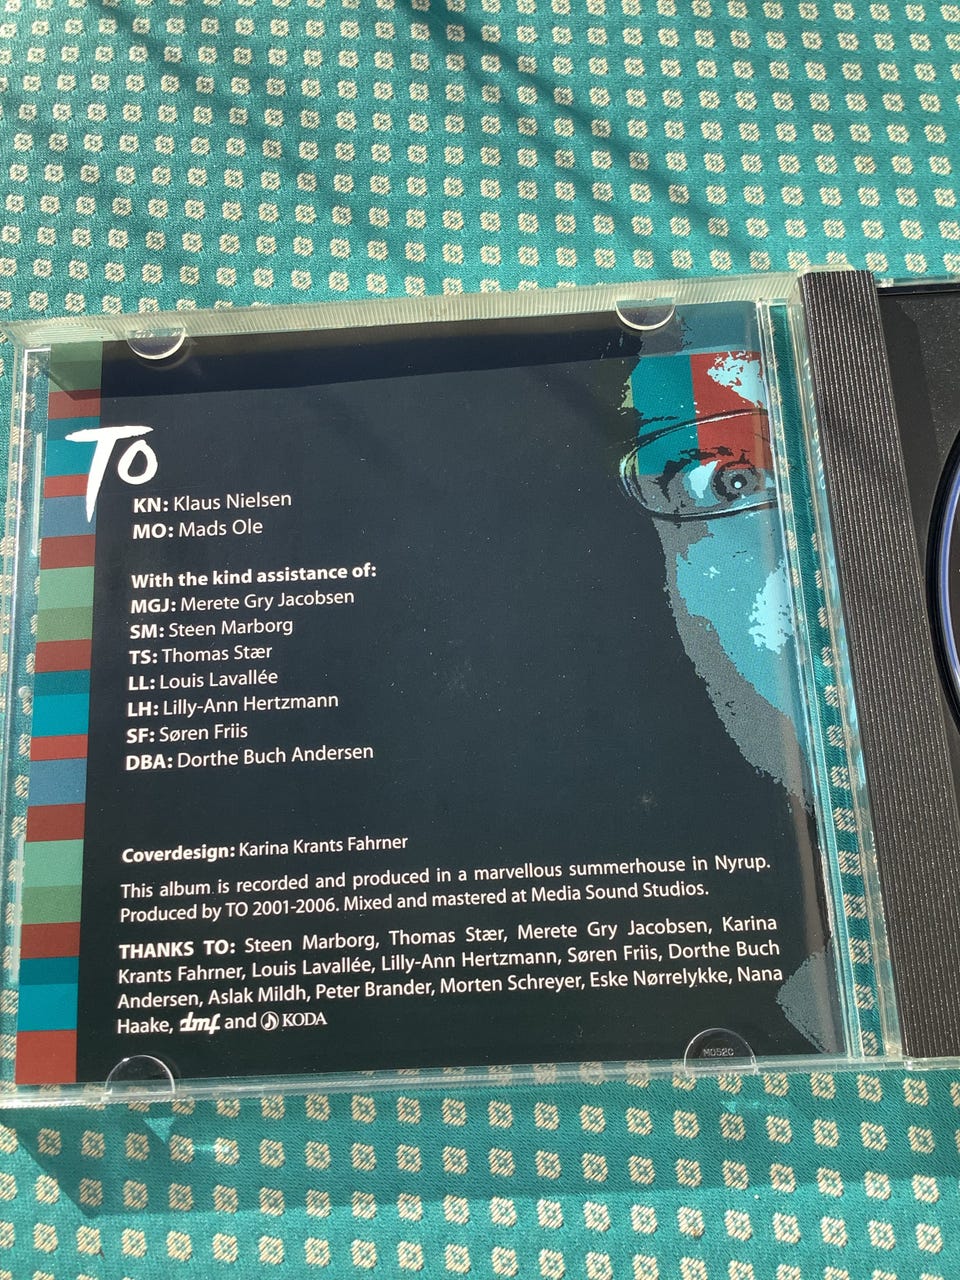 TO
KN: Klaus Nielsen
MO: Mads Ole
With the kind assistance of:
MGJ: Merete Gry Jacobsen
SM: Steen Marborg
TS: Thomas Stær
LL: Louis Lavallée
LH: Lilly-Ann Hertzmann
SF: Søren Friis
DBA: Dorthe Buch Andersen
Coverdesign: Karina Krants Fahrner
This album is recorded and produced in a marvellous summerhouse in Nyrup.
Produced by TO 2001-2006. Mixed and mastered at Media Sound Studios.
THANKS TO: Steen Marborg, Thomas Stær, Merete Gry Jacobsen, Karina
Krants Fahrner, Louis Lavallée, Lilly-Ann Hertzmann, Søren Friis, Dorthe Buch
Andersen, Aslak Mildh, Peter Brander, Morten Schreyer, Eske Nørrelykke, Nana
Haake, dmf and KODA
MO52C